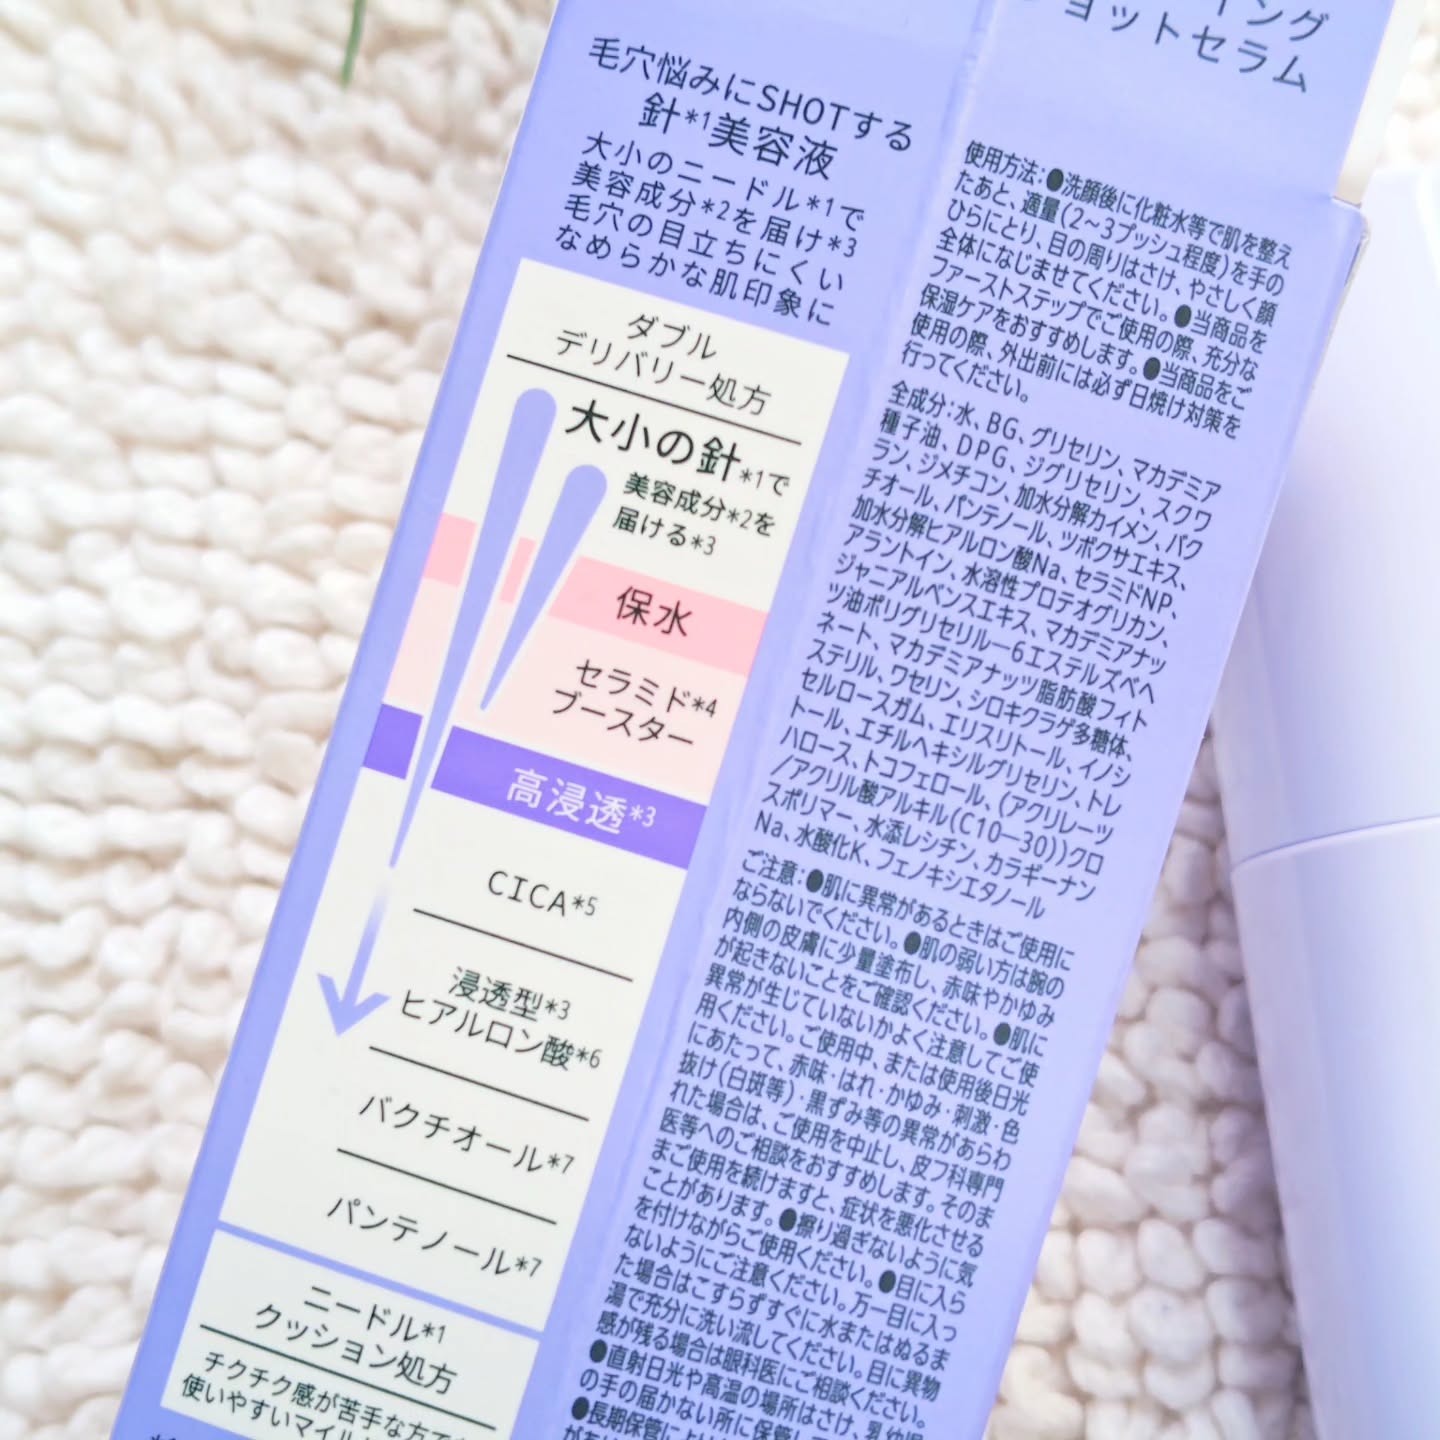 毛穴悩みにSHOTする
針*1美容液
大小のニードル*1で
美容成分*2を届け*3
毛穴の目立ちにくい
なめらかな肌印象に
ダブル
デリバリー処方
大小の針*1で
美容成分*2を
届ける*3
保水
セラミド*4
ブースター
高浸透*3
CICA*5
浸透型*3
ヒアルロン酸*6
バクチオール*7
パンテノール*7
ニードル*1
クッション処方
チクチク感が苦手な方で
使いやすいマイル
イング
ョットセラム
使用方法:●洗顔後に化粧水等で肌を整え
たあと、適量(2～3プッシュ程度)を手の
ひらにとり、目の周りはさけ、やさしく顔
全体になじませてください。●当商品を
ファーストステップでご使用の際、充分な
保湿ケアをおすすめします。●当商品をご
使用の際、外出前には必ず日焼け対策を
行ってください。
全成分:水、BG、グリセリン、マカデミア
種子油、DPG、ジグリセリン、スクワ
ラン、ジメチコン、加水分解カイメン、バク
チオール、パンテノール、ツボクサエキス、
加水分解ヒアルロン酸Na、セラミドNP、
アラントイン、水溶性プロテオグリカン、
ジャニアルベンスエキス、マカデミアナッ
ツ油ポリグリセリル－6エステルズベヘ
ネート、マカデミアナッツ脂肪酸フィト
ステリル、ワセリン、シロキクラゲ多糖体、
セルロースガム、エリスリトール、イノシ
トール、エチルヘキシルグリセリン、トレ
ハロース、トコフェロール、(アクリレーツ
/アクリル酸アルキル(C10―30))クロ
スポリマー、水添レシチン、カラギーナン
Na、水酸化K、フェノキシエタノール
ご注意:●肌に異常があるときはご使用に
ならないでください。●肌の弱い方は腕の
内側の皮膚に少量塗布し、赤味やかゆみ
が起きないことをご確認ください。●肌に
異常が生じていないかよく注意してご使
用ください。ご使用中、または使用後日光
にあたって、赤味・はれ・かゆみ・刺激・色
抜け(白斑等)・黒ずみ等の異常があらわ
れた場合は、ご使用を中止し、皮フ科専門
医等へのご相談をおすすめします。そのま
まご使用を続けますと、症状を悪化させる
ことがあります。●擦り過ぎないように気
を付けながらご使用ください。●目に入ら
ないようにご注意ください。万一目に入っ
た場合はこすらずすぐに水またはぬるま
湯で充分に洗い流してください。目に異物
感が残る場合は眼科医にご相談ください。
●直射日光や高温の場所はさけ、乳幼児
の手の届かない所に保管して
●長期保管により